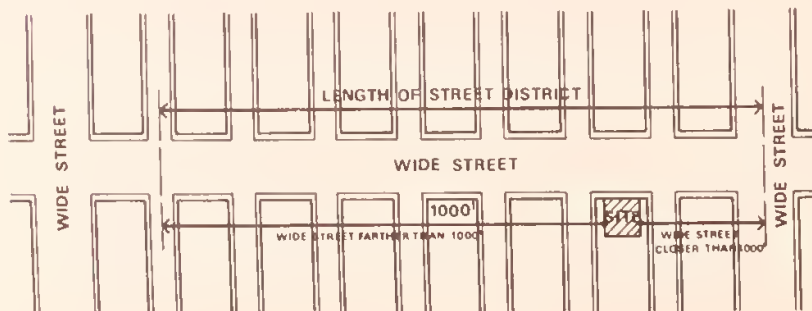 LENGTH OF STREET DISTRICT
WIDE STREET
WIDE STREET
WIDE STREET
1000'
SITE
WIDE STREET FARTHER THAN 1000'
WIDE STREET
CLOSER THAN 1000'